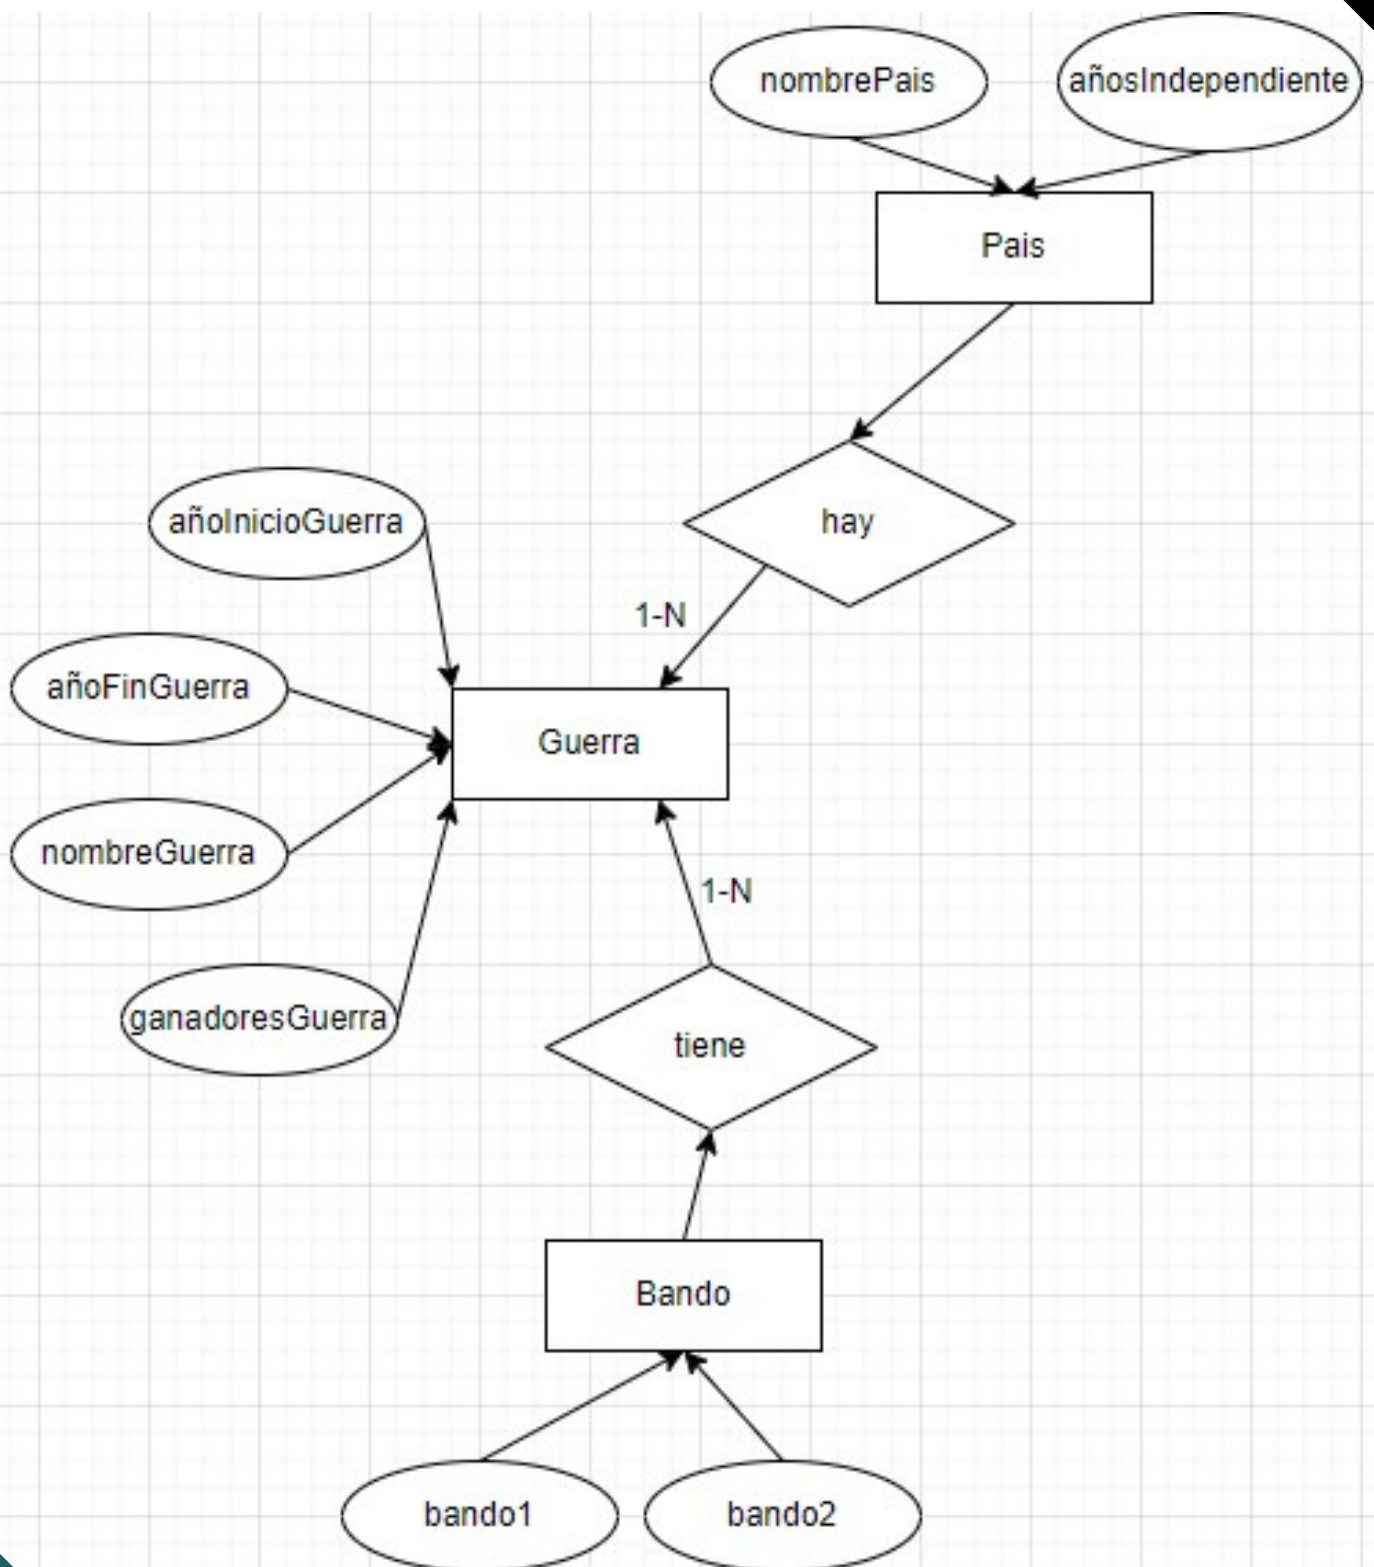 nombrePais
añosIndependiente
Pais
hay
añoInicioGuerra
1-N
añoFinGuerra
Guerra
nombreGuerra
1-N
ganadoresGuerra
tiene
Bando
bando1
bando2